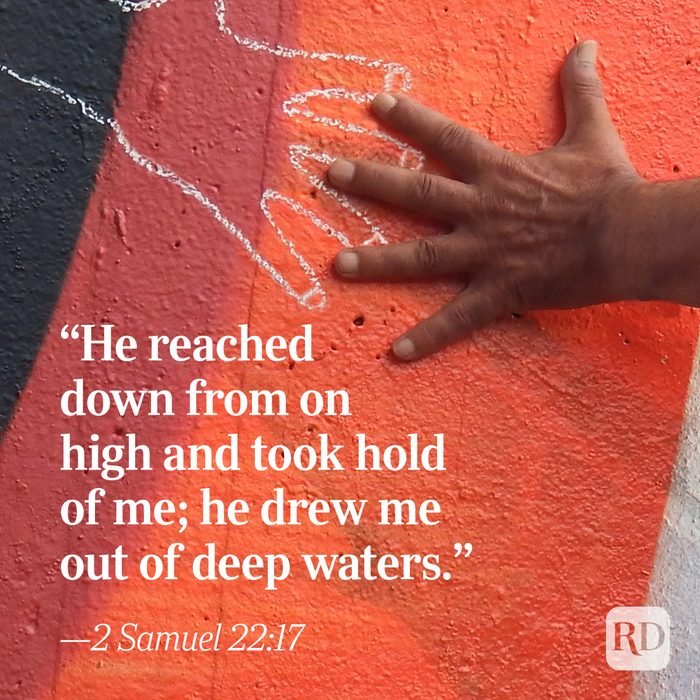 “He reached
down from on
high and took hold
of me; he drew me
out of deep waters.”
—2 Samuel 22:17
RD